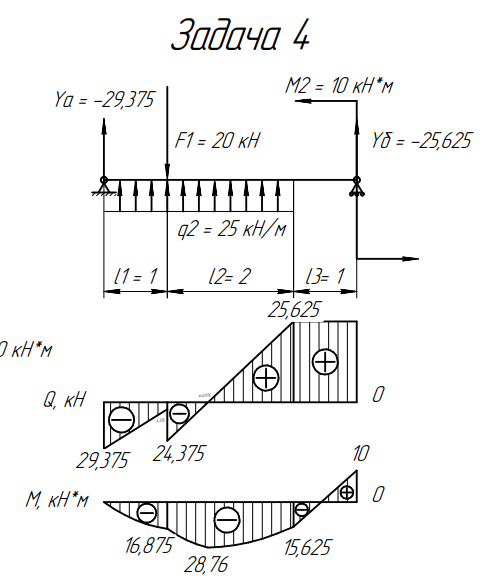 Задача 4
M2 = 10 кН*м
Ya = -29,375
F1 = 20 кН
Yб = -25,625
q2 = 25 кН/м
l1 = 1
l2= 2
l3= 1
25,625
0 кН*м
Q, кН
0
29,375
24,375
10
M, кН*м
0
16,875
15,625
28,76